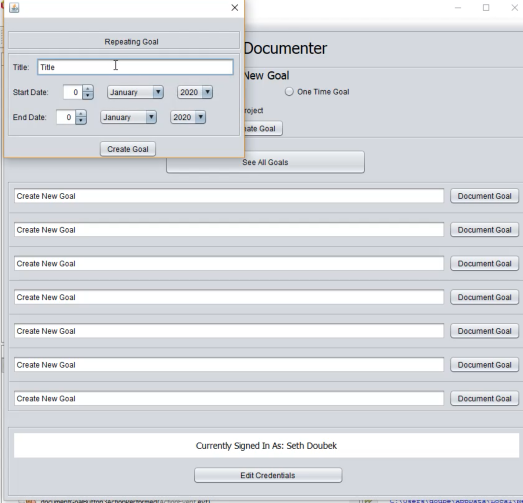 Repeating Goal
Title: Title
Start Date: 0 January 2020
End Date: 0 January 2020
Create Goal
Documenter
New Goal
One Time Goal
See All Goals
Create New Goal Document Goal
Create New Goal Document Goal
Create New Goal Document Goal
Create New Goal Document Goal
Create New Goal Document Goal
Create New Goal Document Goal
Create New Goal Document Goal
Currently Signed In As: Seth Doubek
Edit Credentials